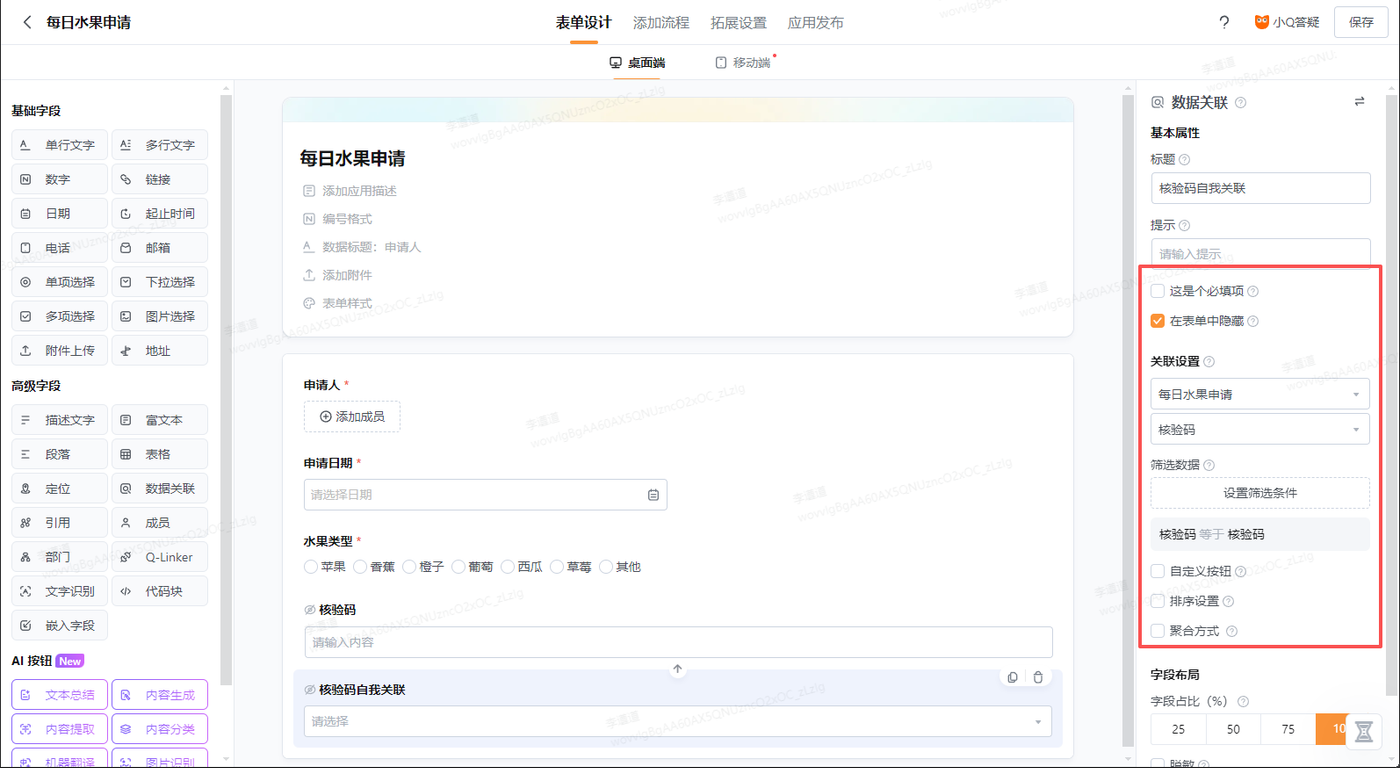 每日水果申请
表单设计 添加流程 拓展设置 应用发布
? 小Q答疑 保存
桌面端 移动端
基础字段
单行文字 多行文字
数字 链接
日期 起止时间
电话 邮箱
单项选择 下拉选择
多项选择 图片选择
附件上传 地址
高级字段
描述文字 富文本
段落 表格
定位 数据关联
引用 成员
部门 Q-Linker
文字识别 代码块
嵌入字段
AI 按钮 New
文本总结 内容生成
内容提取 内容分类
机器翻译 图片识别
每日水果申请
添加应用描述
编号格式
数据标题：申请人
添加附件
表单样式
申请人 *
添加成员
申请日期 *
请选择日期
水果类型 *
苹果 香蕉 橙子 葡萄 西瓜 草莓 其他
核验码
请输入内容
核验码自我关联
请选择
数据关联
基本属性
标题
核验码自我关联
提示
请输入提示
这是个必填项
在表单中隐藏
关联设置
每日水果申请
核验码
筛选数据
设置筛选条件
核验码 等于 核验码
自定义按钮
排序设置
聚合方式
字段布局
字段占比（%）
25 50 75 10
脱敏